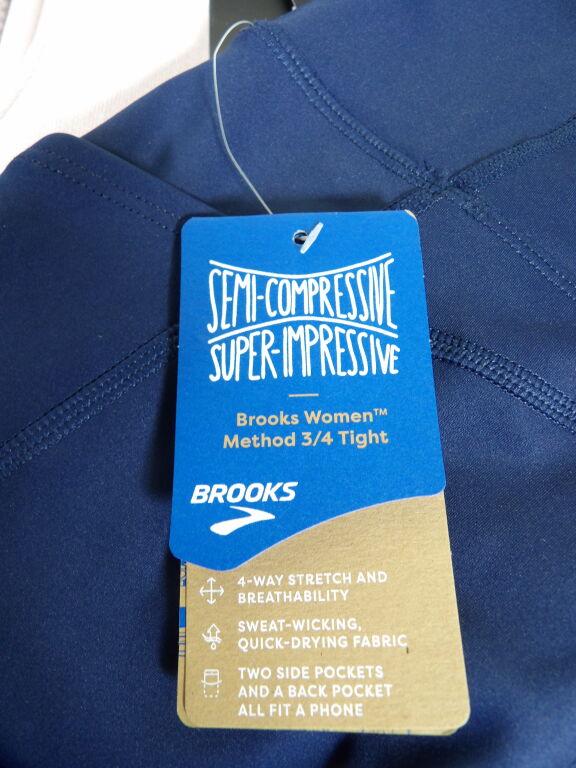 SEMI-COMPRESSIVE
SUPER-IMPRESSIVE
Brooks Women™
Method 3/4 Tight
BROOKS
4-WAY STRETCH AND
BREATHABILITY
SWEAT-WICKING,
QUICK-DRYING FABRIC
TWO SIDE POCKETS
AND A BACK POCKET
ALL FIT A PHONE